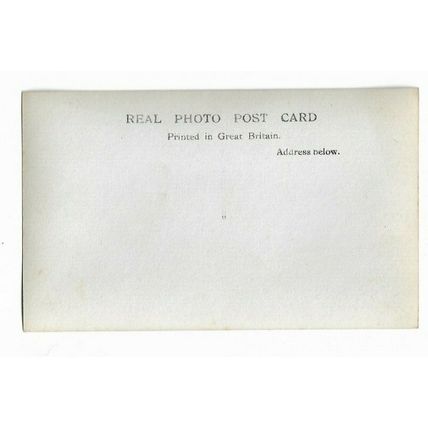 REAL PHOTO POST CARD
Printed in Great Britain.
Address below.